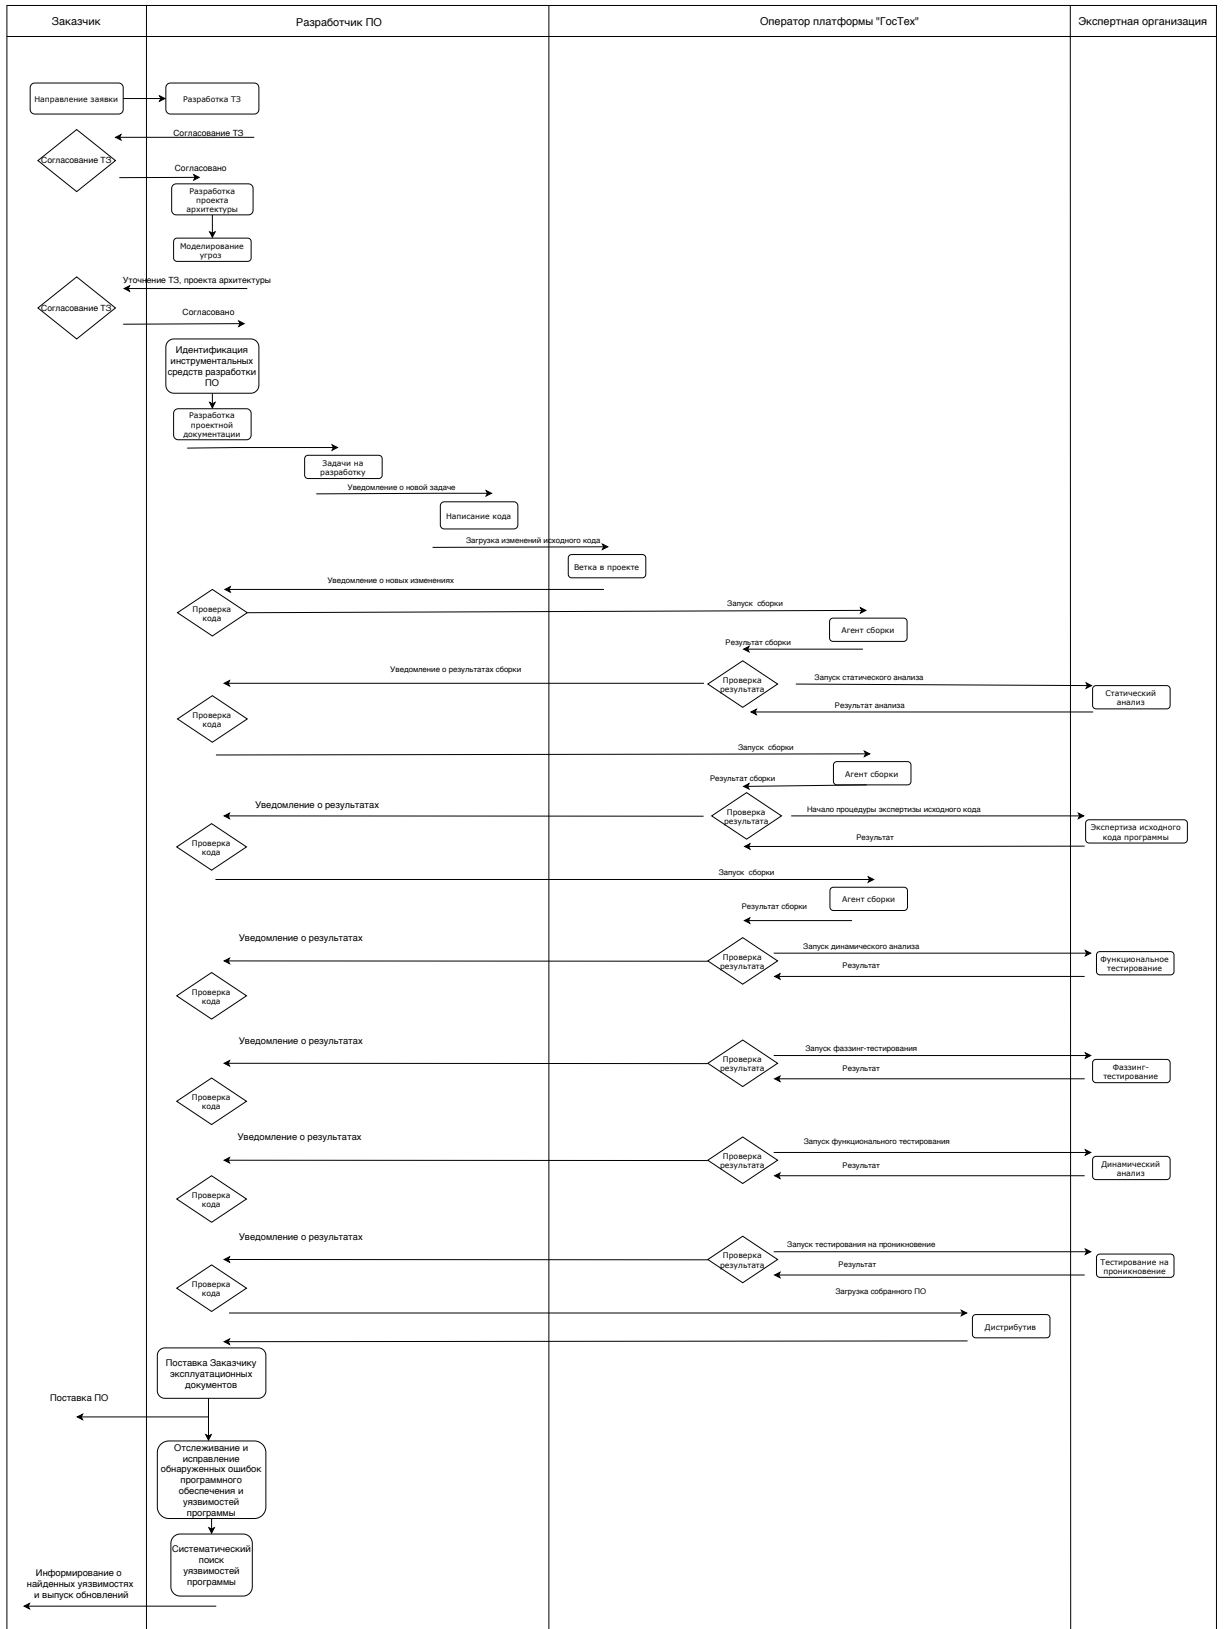 Заказчик
Разработчик ПО
Оператор платформы "ГосТех"
Экспертная организация
Направление заявки
Разработка ТЗ
Согласование ТЗ
Согласование ТЗ
Согласовано
Разработка
проекта
архитектуры
Моделирование
угроз
Уточнение ТЗ, проекта архитектуры
Согласование ТЗ
Согласовано
Идентификация
инструментальных
средств разработки
ПО
Разработка
проектной
документации
Задачи на
разработку
Уведомление о новой задаче
Написание кода
Загрузка изменений исходного кода
Ветка в проекте
Уведомление о новых изменениях
Проверка
кода
Запуск сборки
Агент сборки
Результат сборки
Уведомление о результатах сборки
Проверка
результата
Запуск статического анализа
Статический
анализ
Результат анализа
Проверка
кода
Запуск сборки
Агент сборки
Результат сборки
Уведомление о результатах
Проверка
результата
Начало процедуры экспертизы исходного кода
Экспертиза исходного
кода программы
Результат
Проверка
кода
Запуск сборки
Агент сборки
Результат сборки
Уведомление о результатах
Проверка
результата
Запуск динамического анализа
Функциональное
тестирование
Результат
Проверка
кода
Уведомление о результатах
Проверка
результата
Запуск фаззинг-тестирования
Фаззинг-
тестирование
Результат
Проверка
кода
Уведомление о результатах
Проверка
результата
Запуск функционального тестирования
Динамический
анализ
Результат
Проверка
кода
Уведомление о результатах
Проверка
результата
Запуск тестирования на проникновение
Тестирование на
проникновение
Результат
Проверка
кода
Загрузка собранного ПО
Дистрибутив
Поставка Заказчику
эксплуатационных
документов
Поставка ПО
Отслеживание и
исправление
обнаруженных ошибок
программного
обеспечения и
уязвимостей
программы
Систематический
поиск
уязвимостей
программы
Информирование о
найденных уязвимостях
и выпуск обновлений